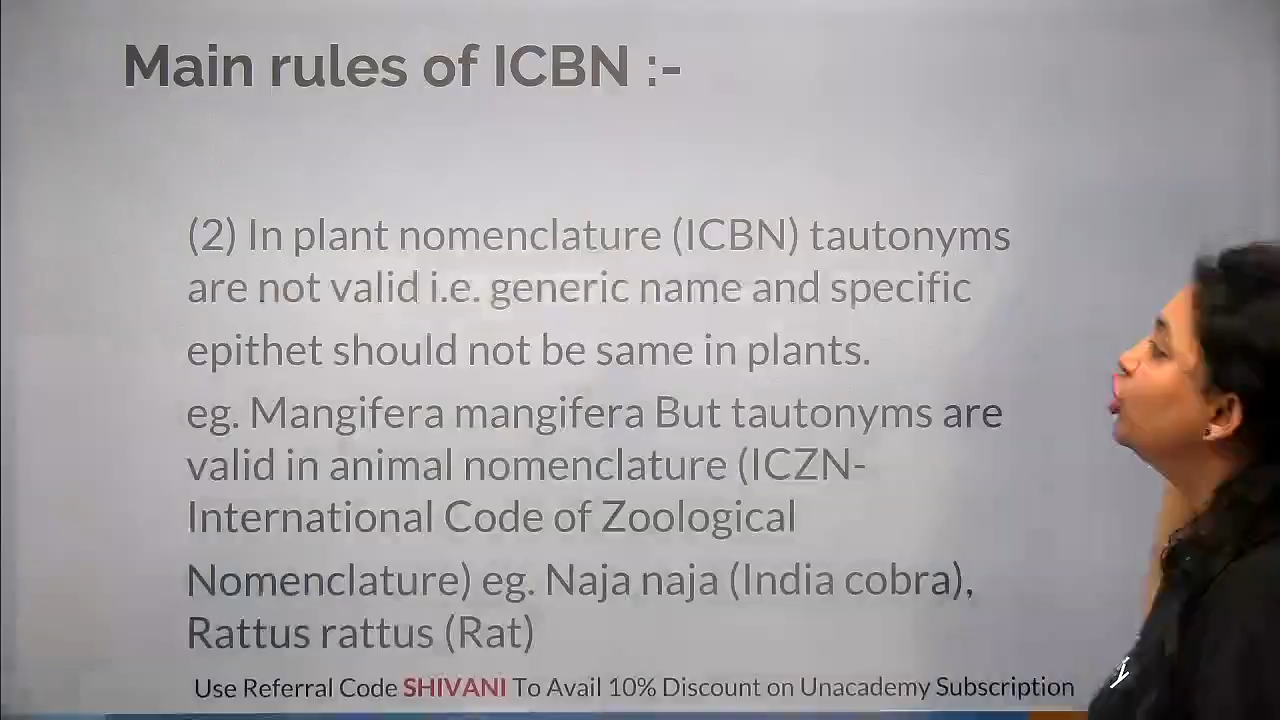 Main rules of ICBN :-
(2) In plant nomenclature (ICBN) tautonyms
are not valid i.e. generic name and specific
epithet should not be same in plants.
eg. Mangifera mangifera But tautonyms are
valid in animal nomenclature (ICZN-
International Code of Zoological
Nomenclature) eg. Naja naja (India cobra),
Rattus rattus (Rat)
Use Referral Code SHIVANI To Avail 10% Discount on Unacademy Subscription